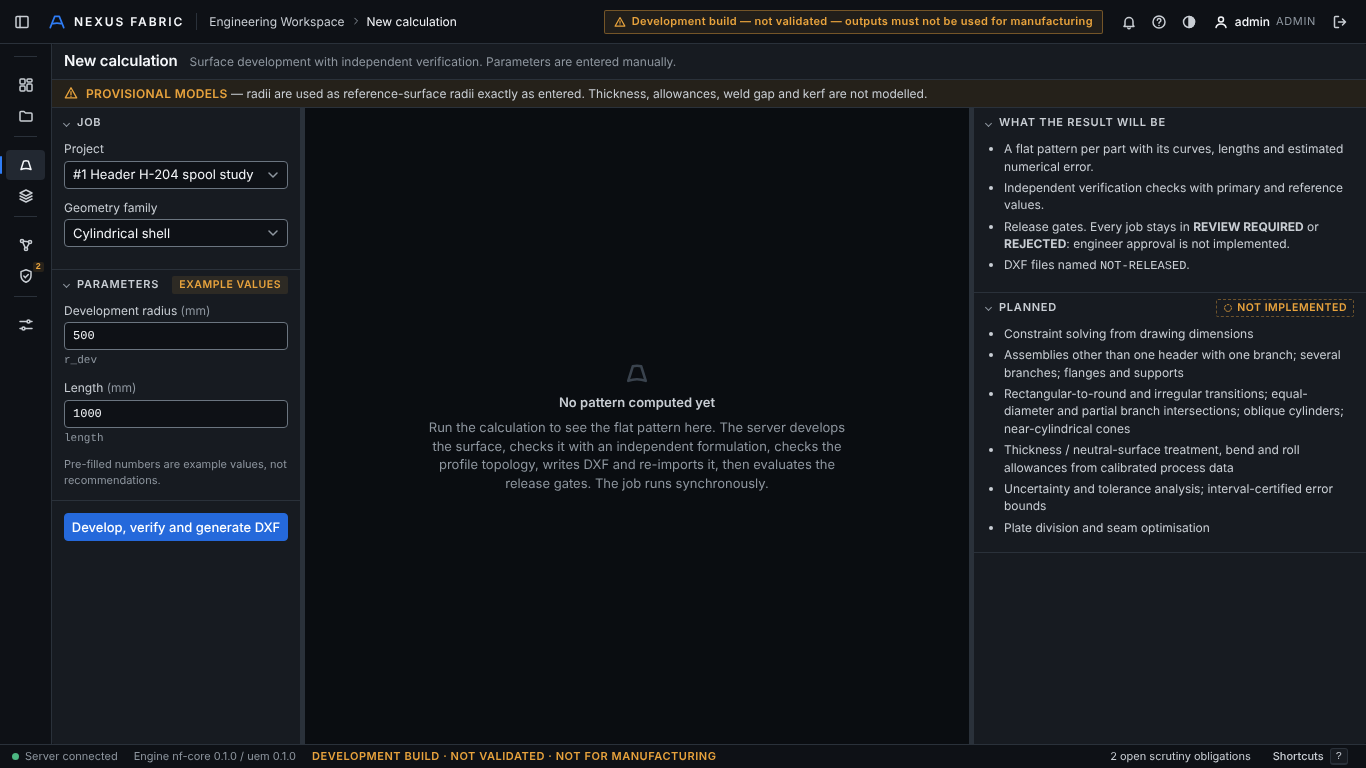 NEXUS FABRIC
Engineering Workspace
New calculation
Development build — not validated — outputs must not be used for manufacturing
admin ADMIN
New calculation
Surface development with independent verification. Parameters are entered manually.
PROVISIONAL MODELS — radii are used as reference-surface radii exactly as entered. Thickness, allowances, weld gap and kerf are not modelled.
2
JOB
Project
#1 Header H-204 spool study
Geometry family
Cylindrical shell
PARAMETERS
EXAMPLE VALUES
Development radius (mm)
500
r_dev
Length (mm)
1000
length
Pre-filled numbers are example values, not
recommendations.
Develop, verify and generate DXF
No pattern computed yet
Run the calculation to see the flat pattern here. The server develops
the surface, checks it with an independent formulation, checks the
profile topology, writes DXF and re-imports it, then evaluates the
release gates. The job runs synchronously.
WHAT THE RESULT WILL BE
A flat pattern per part with its curves, lengths and estimated
numerical error.
Independent verification checks with primary and reference
values.
Release gates. Every job stays in REVIEW REQUIRED or
REJECTED: engineer approval is not implemented.
DXF files named NOT-RELEASED.
PLANNED
NOT IMPLEMENTED
Constraint solving from drawing dimensions
Assemblies other than one header with one branch; several
branches; flanges and supports
Rectangular-to-round and irregular transitions; equal-
diameter and partial branch intersections; oblique cylinders;
near-cylindrical cones
Thickness / neutral-surface treatment, bend and roll
allowances from calibrated process data
Uncertainty and tolerance analysis; interval-certified error
bounds
Plate division and seam optimisation
Server connected
Engine nf-core 0.1.0 / uem 0.1.0
DEVELOPMENT BUILD · NOT VALIDATED · NOT FOR MANUFACTURING
2 open scrutiny obligations
Shortcuts ?